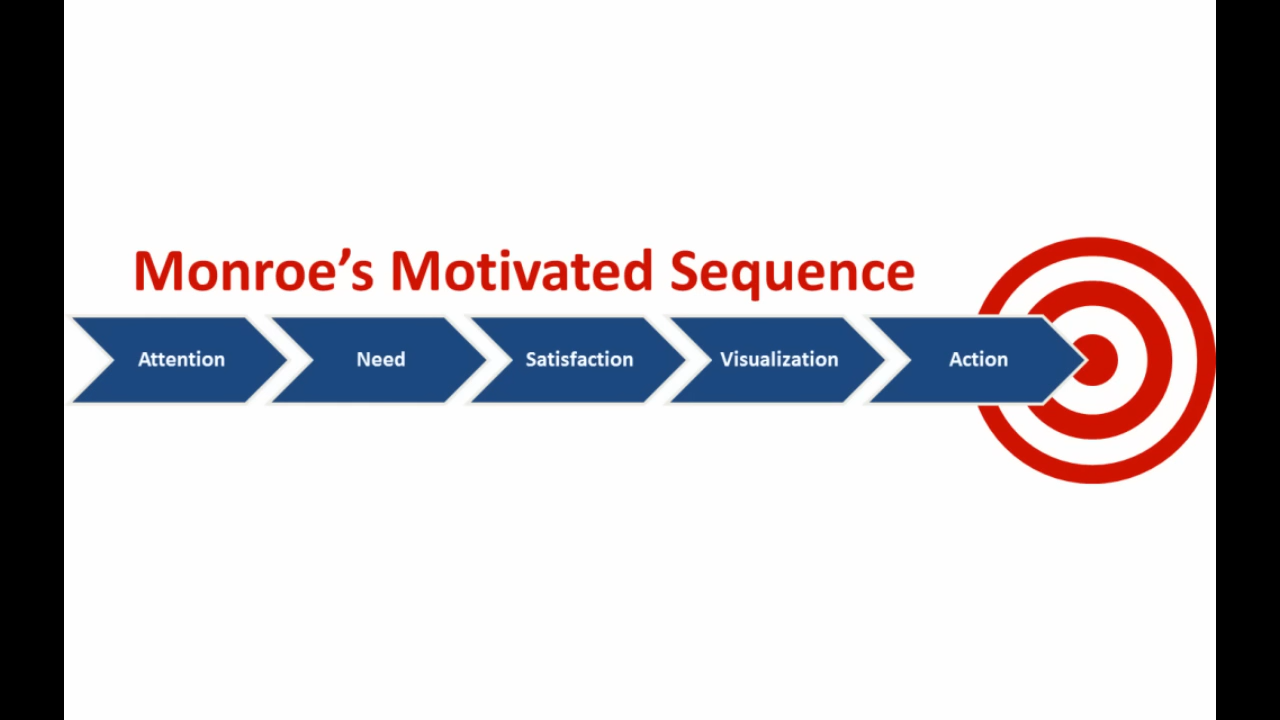 Monroe’s Motivated Sequence
Attention Need Satisfaction Visualization Action